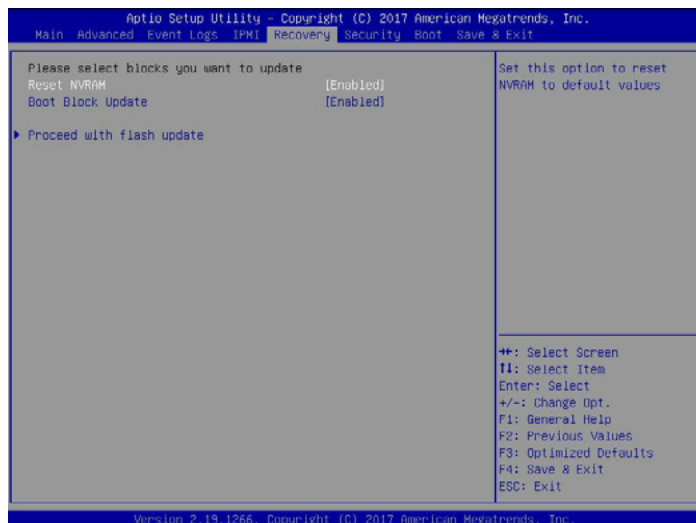 Aptio Setup Utility - Copyright (C) 2017 American Megatrends, Inc.
Main Advanced Event Logs IPMI Recovery Security Boot Save & Exit
Please select blocks you want to update
Reset NVRAM [Enabled]
Boot Block Update [Enabled]
Proceed with flash update
Set this option to reset
NVRAM to default values
: Select Screen
↑↓: Select Item
Enter: Select
+/-: Change Opt.
F1: General Help
F2: Previous Values
F3: Optimized Defaults
F4: Save & Exit
ESC: Exit
Version 2.19.1266. Copyright (C) 2017 American Megatrends, Inc.